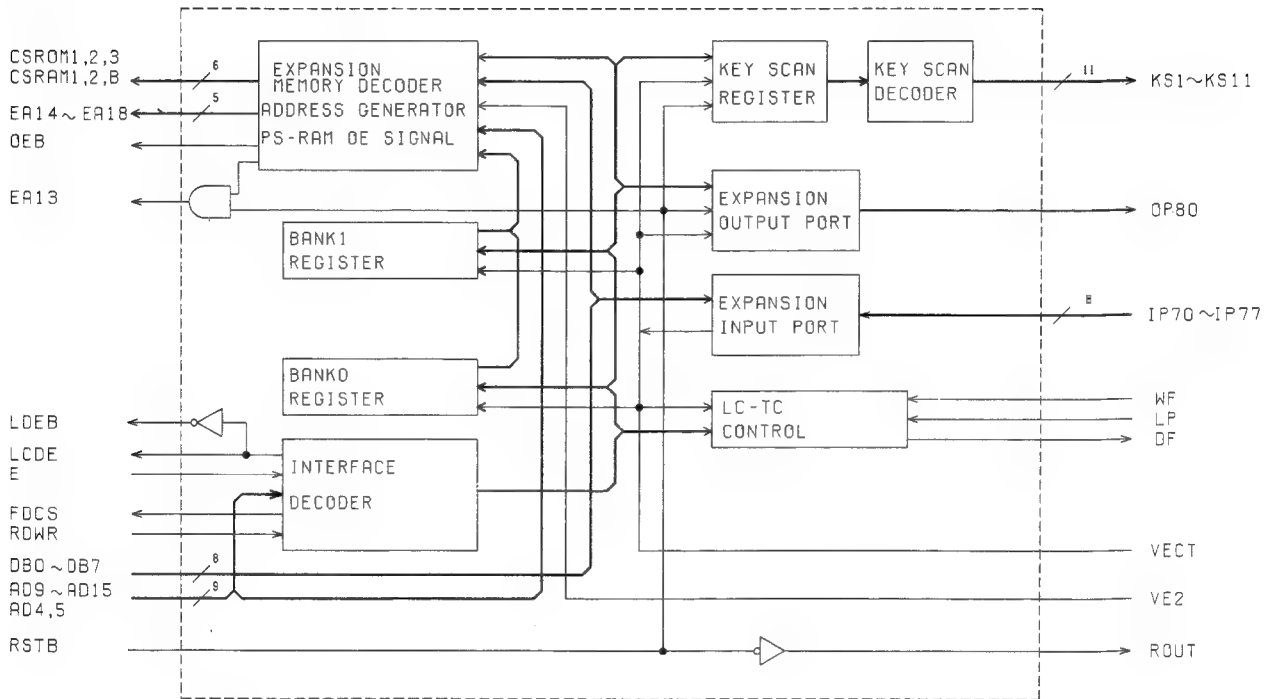 CSROM1,2,3
CSRAM1,2,B
6
EA14~EA18
5
OEB
EA13
EXPANSION
MEMORY DECODER
ADDRESS GENERATOR
PS-RAM OE SIGNAL
KEY SCAN
REGISTER
KEY SCAN
DECODER
11
KS1~KS11
EXPANSION
OUTPUT PORT
OP80
BANK1
REGISTER
EXPANSION
INPUT PORT
8
IP70~IP77
BANK0
REGISTER
LC-TC
CONTROL
WF
LP
DF
LDEB
LCDE
E
INTERFACE
DECODER
FDCS
RDWR
DB0~DB7
8
AD9~AD15
AD4,5
9
VECT
VE2
RSTB
ROUT